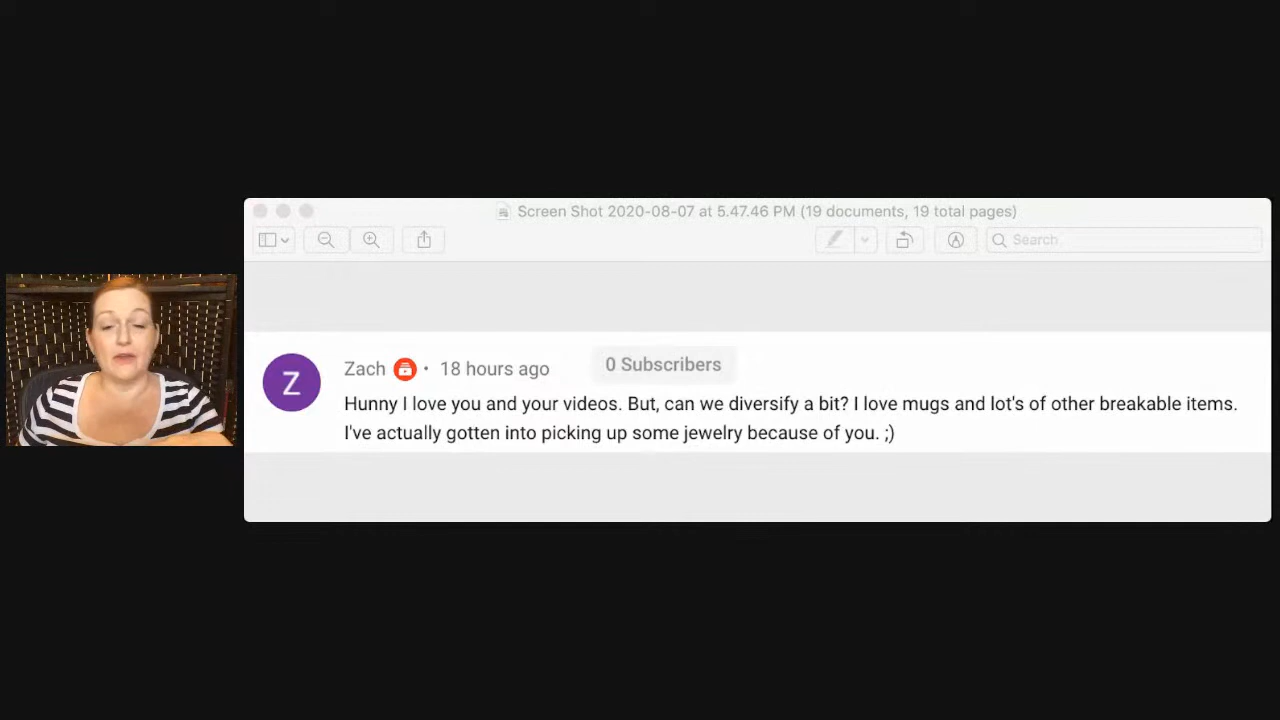 Screen Shot 2020-08-07 at 5.47.46 PM (19 documents, 19 total pages)
Search
Z
Zach • 18 hours ago
0 Subscribers
Hunny I love you and your videos. But, can we diversify a bit? I love mugs and lot's of other breakable items.
I've actually gotten into picking up some jewelry because of you. ;)